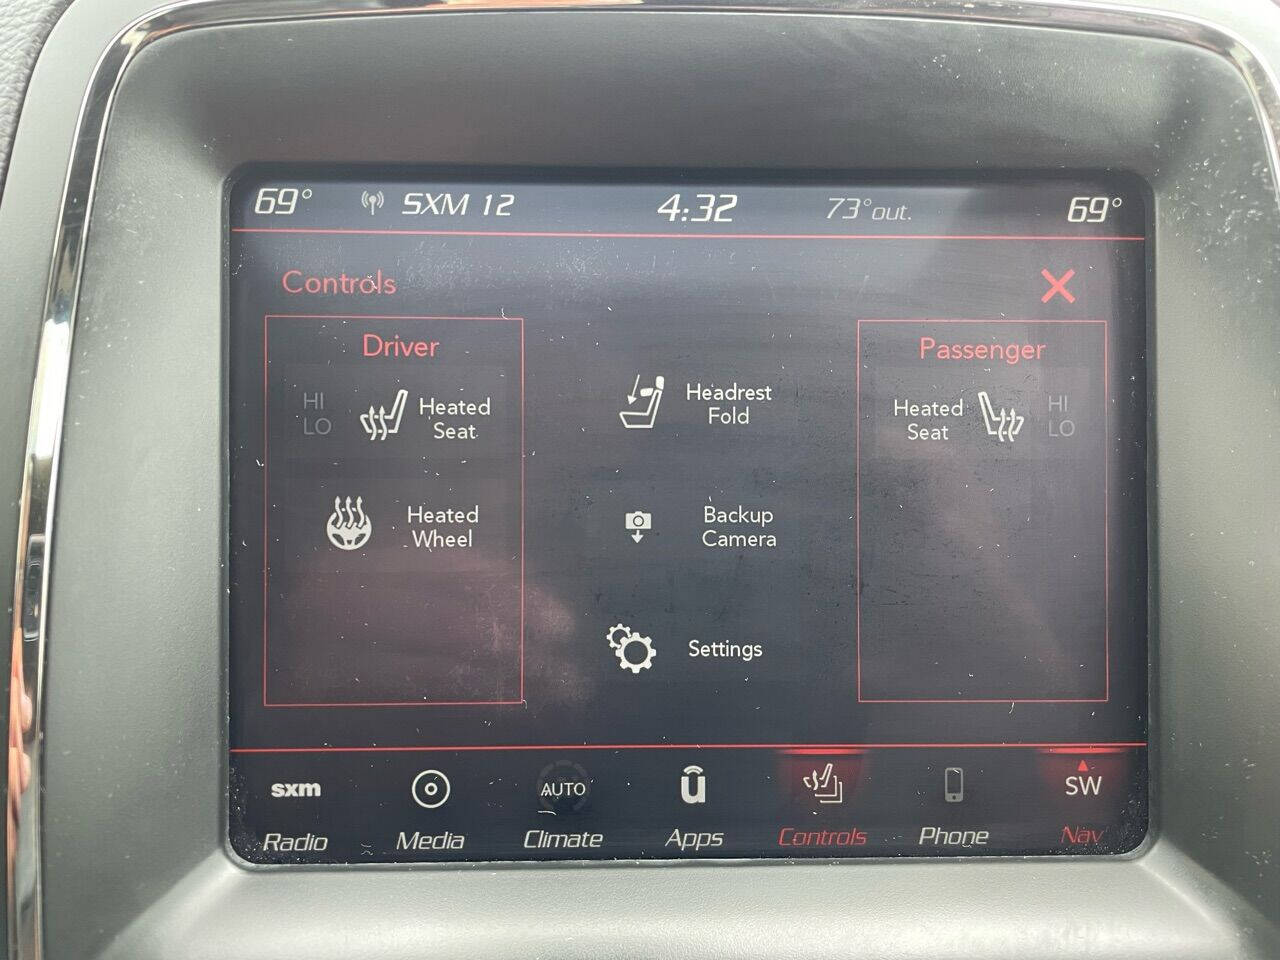 69° SXM 12 4:32 73°out. 69°
Controls
Driver
HI
LO
Heated
Seat
Heated
Wheel
Headrest
Fold
Backup
Camera
Settings
Passenger
Heated
Seat
HI
LO
sxm AUTO u SW
Radio Media Climate Apps Controls Phone Nav